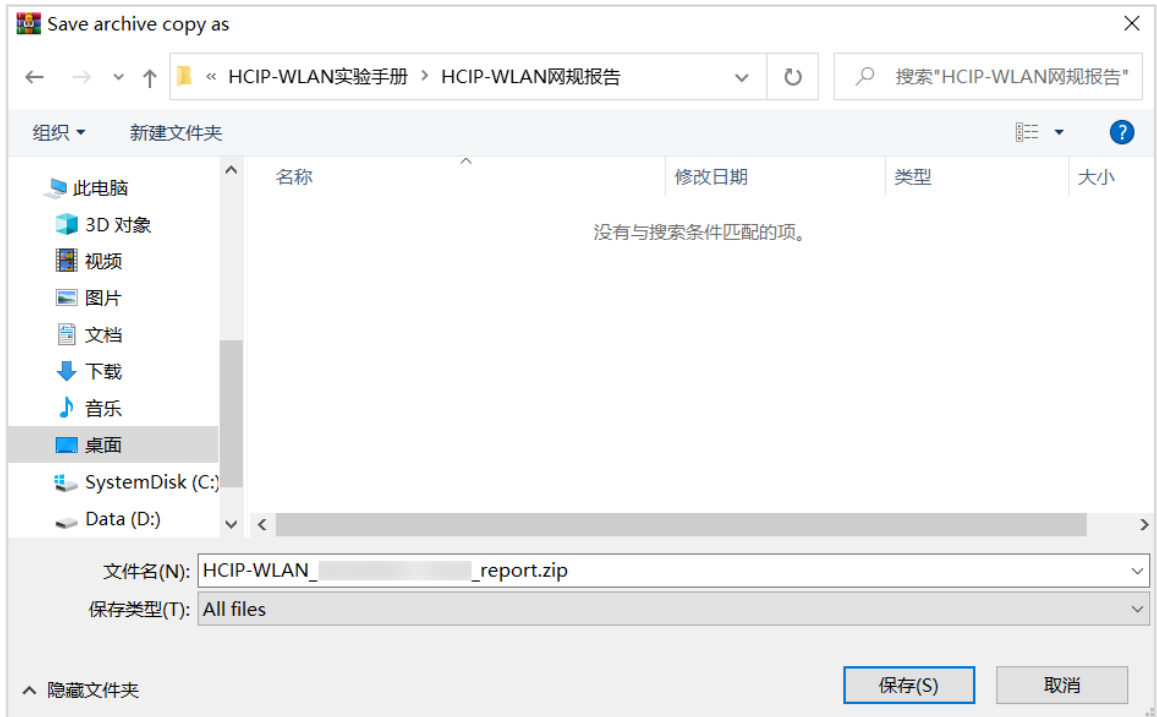 Save archive copy as
« HCIP-WLAN实验手册 › HCIP-WLAN网规报告
搜索"HCIP-WLAN网规报告"
组织
新建文件夹
?
名称
修改日期
类型
大小
没有与搜索条件匹配的项。
此电脑
3D 对象
视频
图片
文档
下载
音乐
桌面
SystemDisk (C:)
Data (D:)
文件名(N): HCIP-WLAN_ _report.zip
保存类型(T): All files
隐藏文件夹
保存(S)
取消